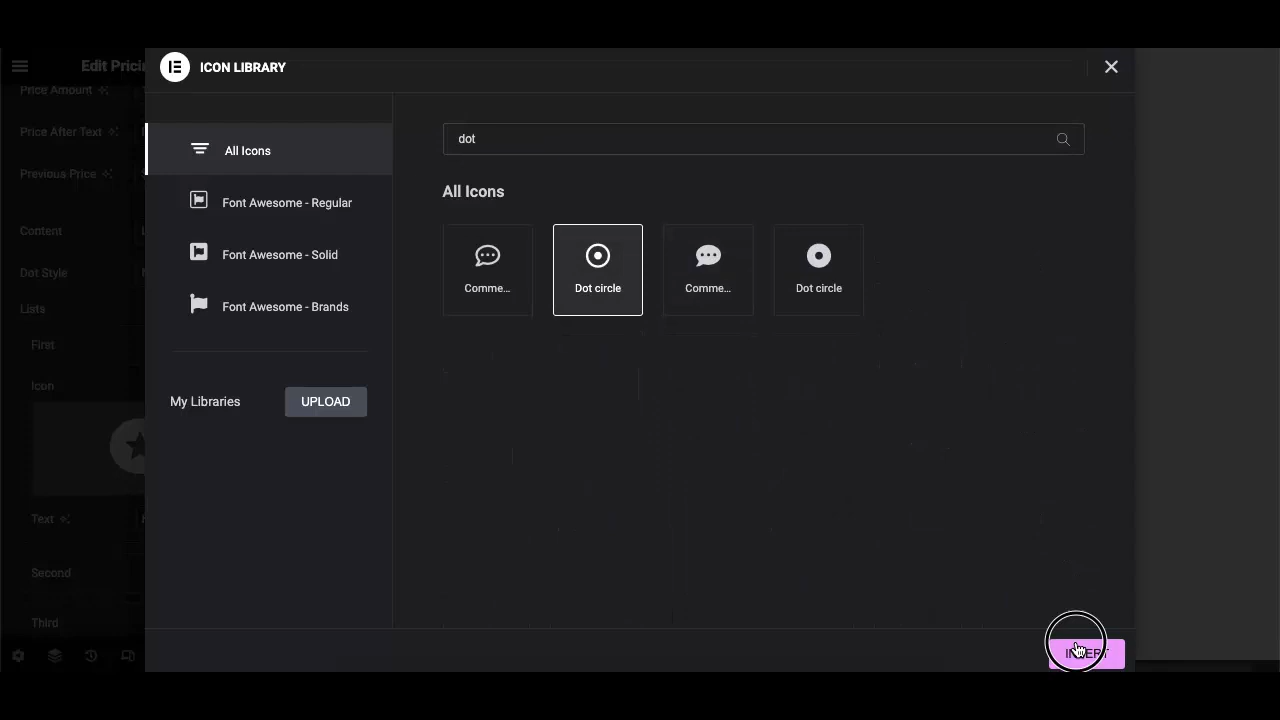 Edit Pricin
ICON LIBRARY
Price Amount
Price After Text
Previous Price
Content
Dot Style
Lists
First
Icon
Text
Second
Third
All Icons
Font Awesome - Regular
Font Awesome - Solid
Font Awesome - Brands
My Libraries
UPLOAD
dot
All Icons
Comme...
Dot circle
Comme...
Dot circle
INSERT